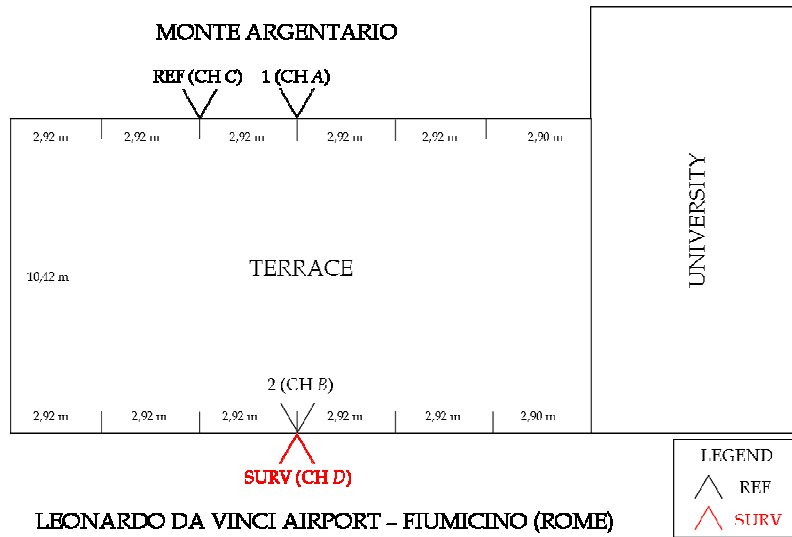 MONTE ARGENTARIO
REF (CH C) 1 (CH A)
2,92 m 2,92 m 2,92 m 2,92 m 2,92 m 2,90 m
UNIVERSITY
10,42 m
TERRACE
2 (CH B)
2,92 m 2,92 m 2,92 m 2,92 m 2,92 m 2,90 m
SURV (CH D)
LEGEND
REF
SURV
LEONARDO DA VINCI AIRPORT – FIUMICINO (ROME)